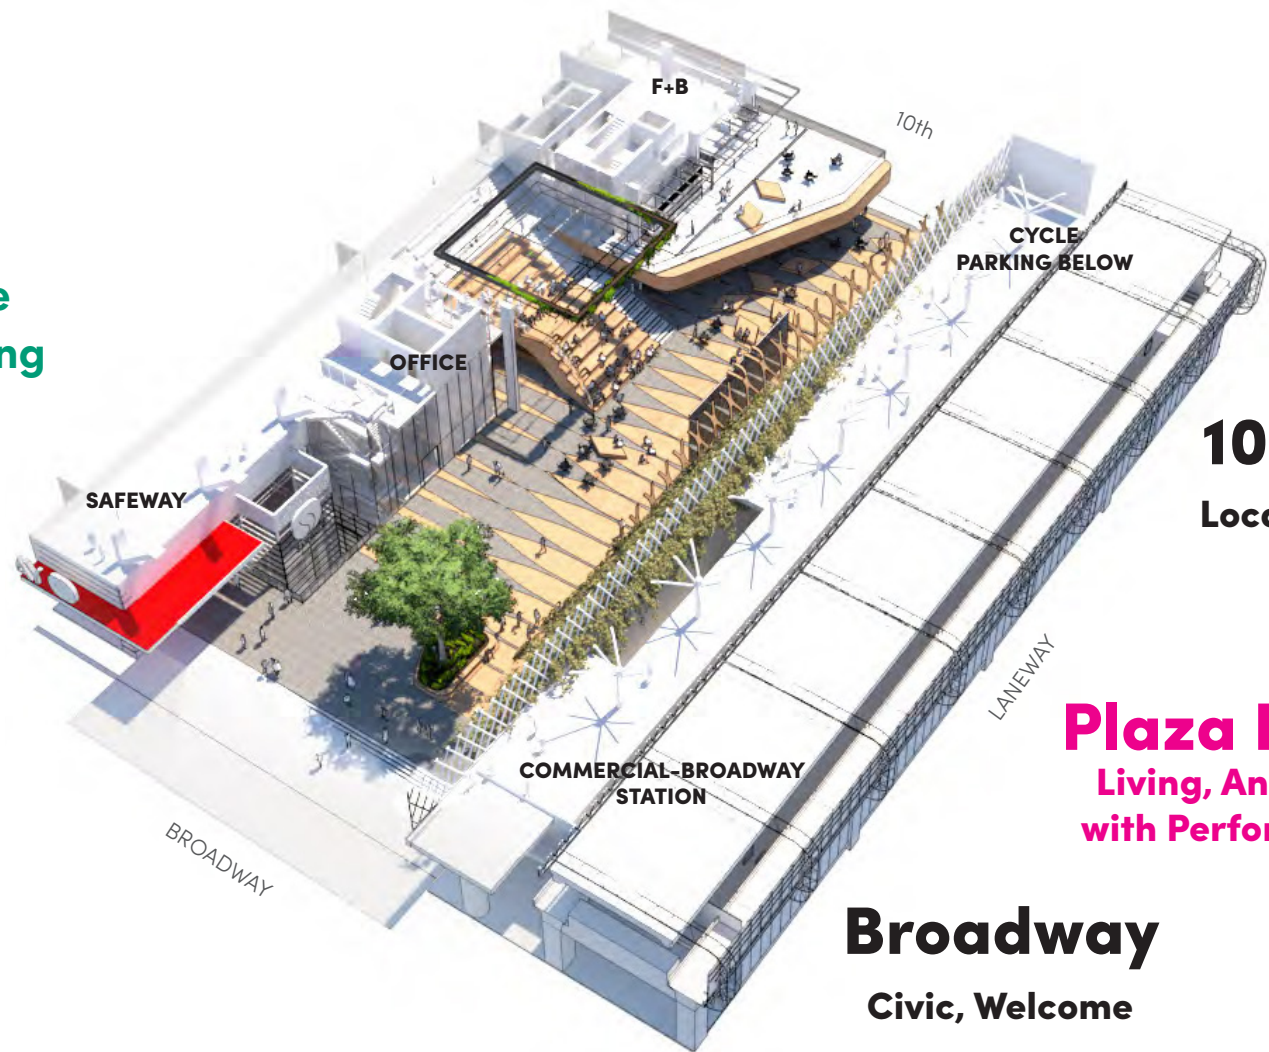 F+B
10th
CYCLE
PARKING BELOW
OFFICE
SAFEWAY
10
LANEWAY
COMMERCIAL-BROADWAY
STATION
BROADWAY
Plaza
Living,
with
Broadway
Civic, Welcome